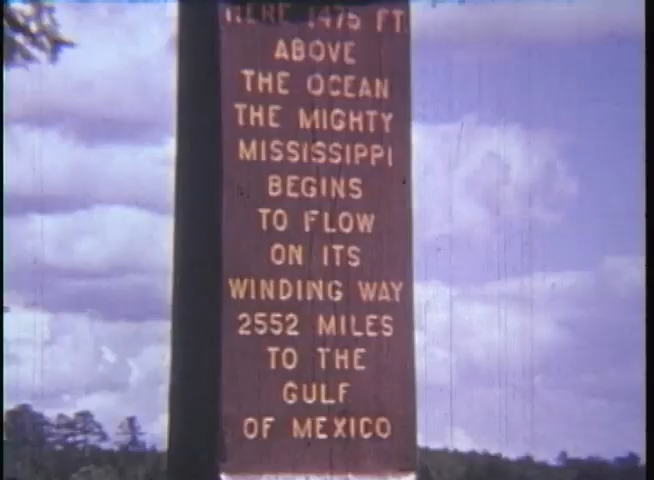 HERE 1475 FT.
ABOVE
THE OCEAN
THE MIGHTY
MISSISSIPPI
BEGINS
TO FLOW
ON ITS
WINDING WAY
2552 MILES
TO THE
GULF
OF MEXICO